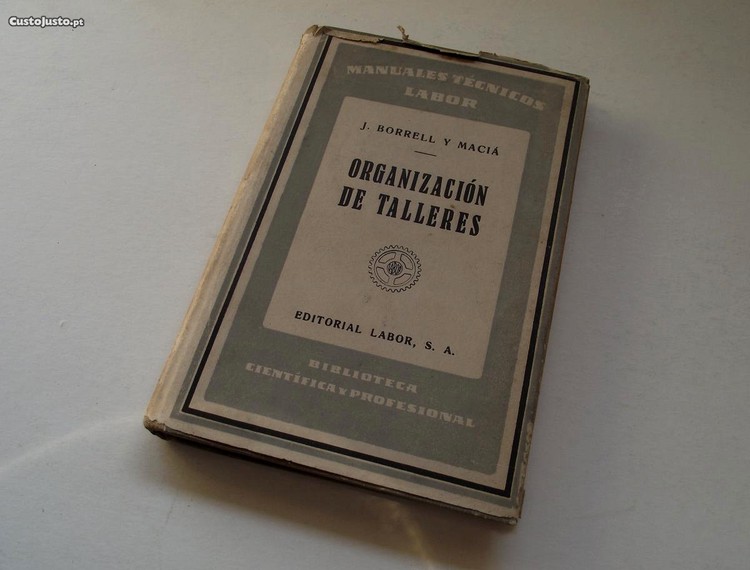 CustoJusto.pt
MANUALES TÉCNICOS
LABOR
J. BORRELL Y MACIÁ
ORGANIZACIÓN
DE TALLERES
EDITORIAL LABOR, S. A.
BIBLIOTECA
CIENTÍFICA Y PROFESIONAL